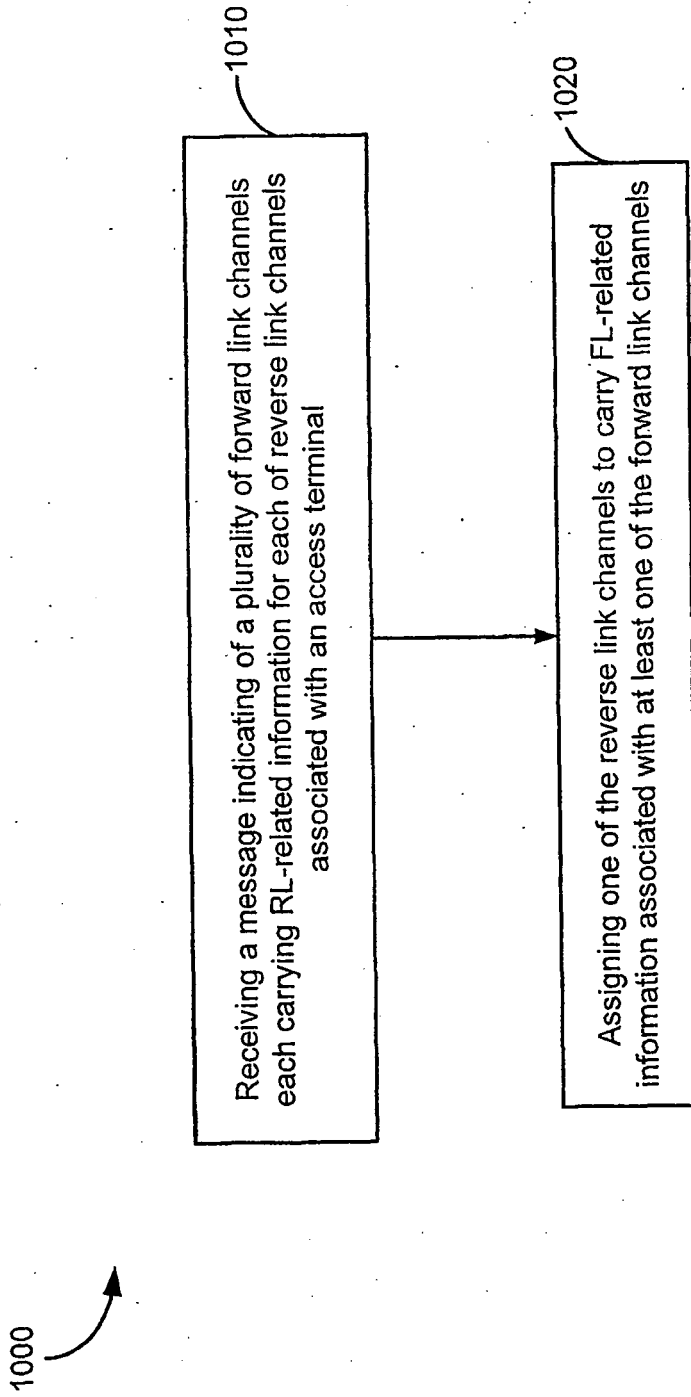 1000
1010
Receiving a message indicating of a plurality of forward link channels
each carrying RL-related information for each of reverse link channels
associated with an access terminal
1020
Assigning one of the reverse link channels to carry FL-related
information associated with at least one of the forward link channels